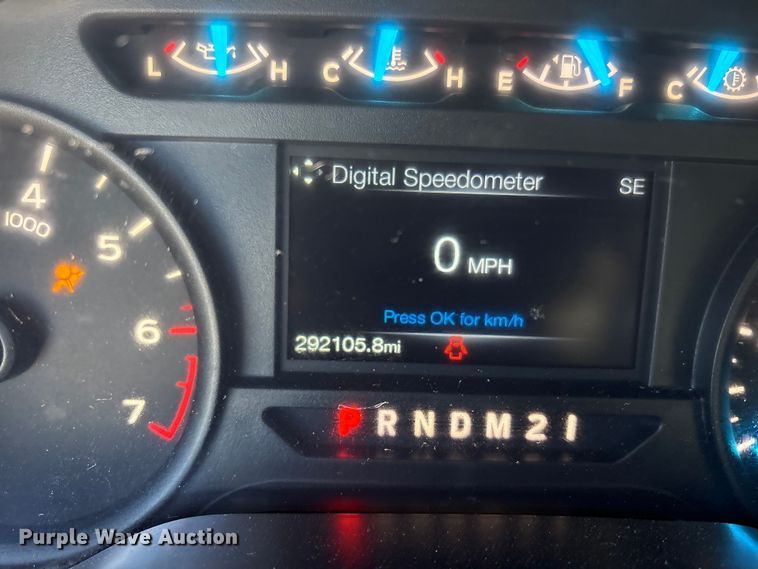 L H C H E F C
Digital Speedometer SE
4
1000
5
0 MPH
Press OK for km/h
6
292105.8mi
7
P R N D M 2 1
Purple Wave Auction